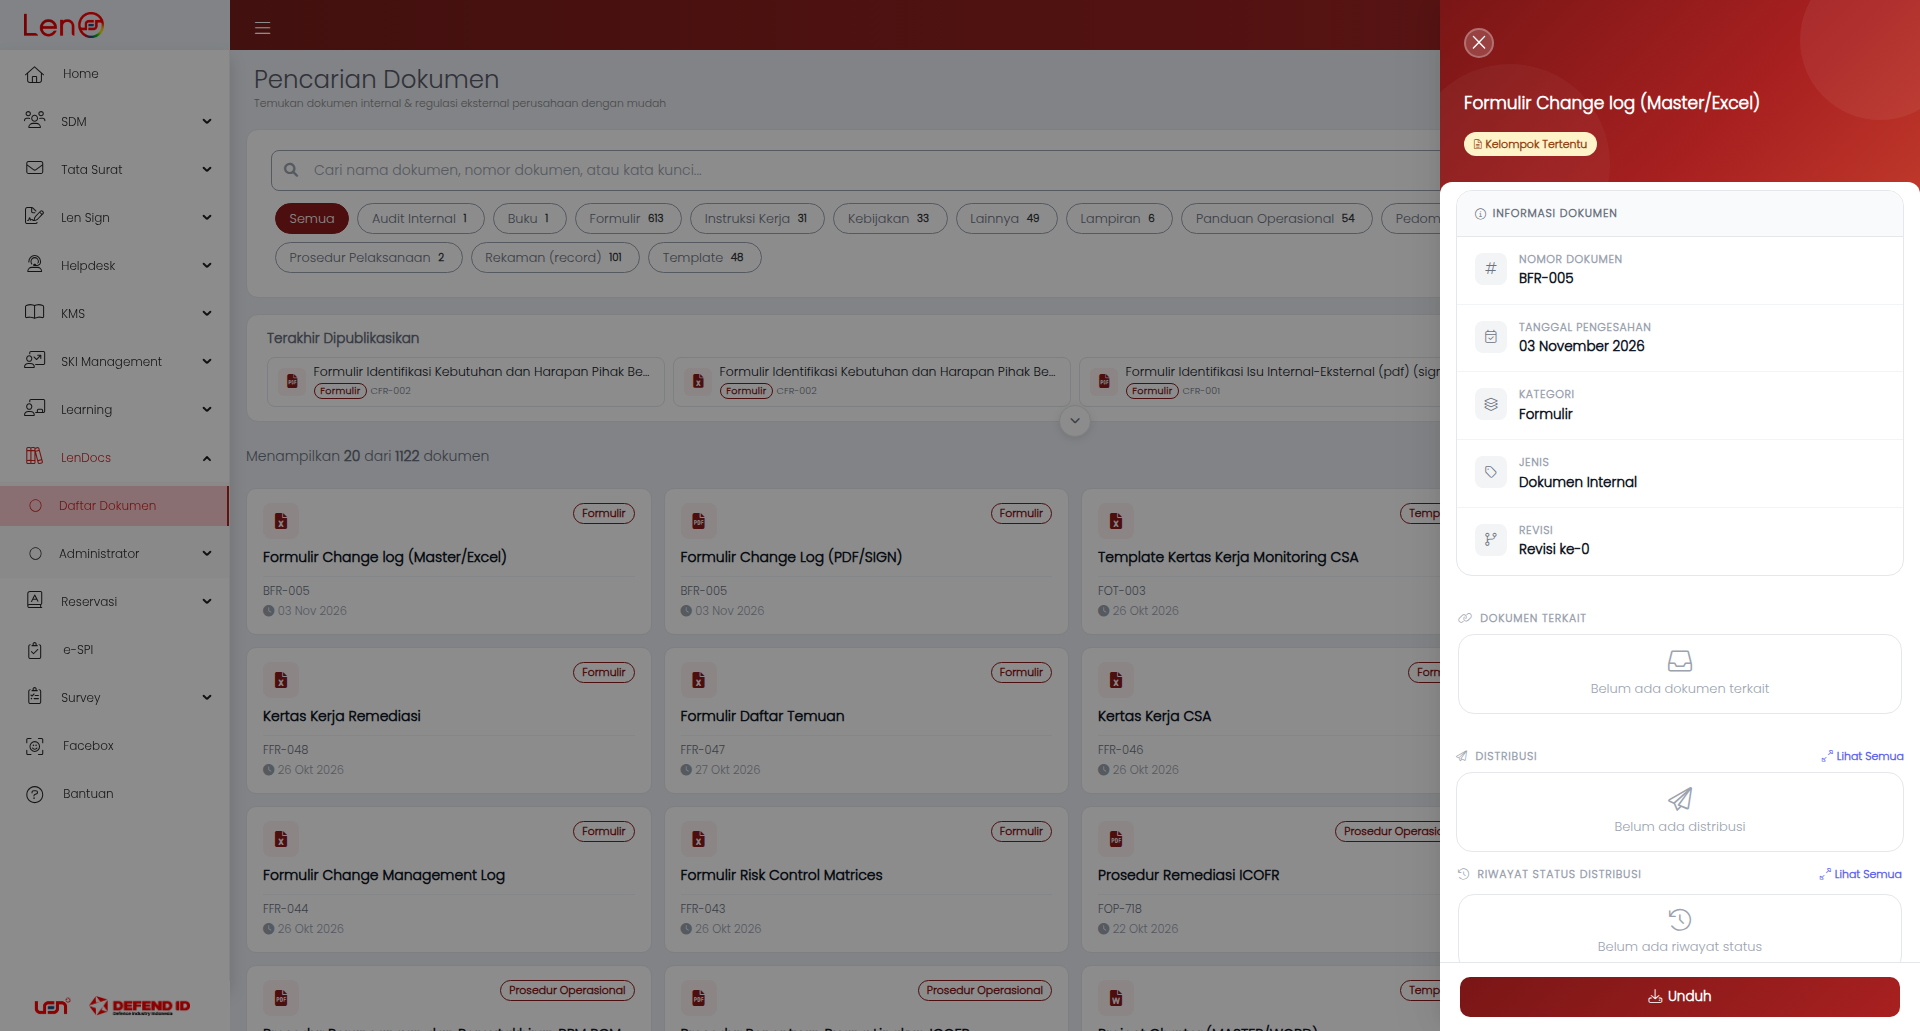 Len
Home
SDM
Tata Surat
Len Sign
Helpdesk
KMS
SKI Management
Learning
LenDocs
Daftar Dokumen
Administrator
Reservasi
e-SPI
Survey
Facebox
Bantuan
Len
DEFEND ID
Defence Industry Indonesia
Pencarian Dokumen
Temukan dokumen internal & regulasi eksternal perusahaan dengan mudah
Cari nama dokumen, nomor dokumen, atau kata kunci...
Semua Audit Internal 1 Buku 1 Formulir 613 Instruksi Kerja 31 Kebijakan 33 Lainnya 49 Lampiran 6 Panduan Operasional 54 Pedom
Prosedur Pelaksanaan 2 Rekaman (record) 101 Template 48
Terakhir Dipublikasikan
Formulir Identifikasi Kebutuhan dan Harapan Pihak Be...
Formulir CFR-002
Formulir Identifikasi Kebutuhan dan Harapan Pihak Be...
Formulir CFR-002
Formulir Identifikasi Isu Internal-Eksternal (pdf) (sign
Formulir CFR-001
Menampilkan 20 dari 1122 dokumen
Formulir
Formulir Change log (Master/Excel)
BFR-005
03 Nov 2026
Formulir
Formulir Change Log (PDF/SIGN)
BFR-005
03 Nov 2026
Temp
Template Kertas Kerja Monitoring CSA
FOT-003
26 Okt 2026
Formulir
Kertas Kerja Remediasi
FFR-048
26 Okt 2026
Formulir
Formulir Daftar Temuan
FFR-047
27 Okt 2026
Form
Kertas Kerja CSA
FFR-046
26 Okt 2026
Formulir
Formulir Change Management Log
FFR-044
26 Okt 2026
Formulir
Formulir Risk Control Matrices
FFR-043
26 Okt 2026
Prosedur Operasio
Prosedur Remediasi ICOFR
FOP-718
22 Okt 2026
Prosedur Operasional
Prosedur Operasional
Temp
Formulir Change log (Master/Excel)
Kelompok Tertentu
INFORMASI DOKUMEN
NOMOR DOKUMEN
BFR-005
TANGGAL PENGESAHAN
03 November 2026
KATEGORI
Formulir
JENIS
Dokumen Internal
REVISI
Revisi ke-0
DOKUMEN TERKAIT
Belum ada dokumen terkait
DISTRIBUSI Lihat Semua
Belum ada distribusi
RIWAYAT STATUS DISTRIBUSI Lihat Semua
Belum ada riwayat status
Unduh